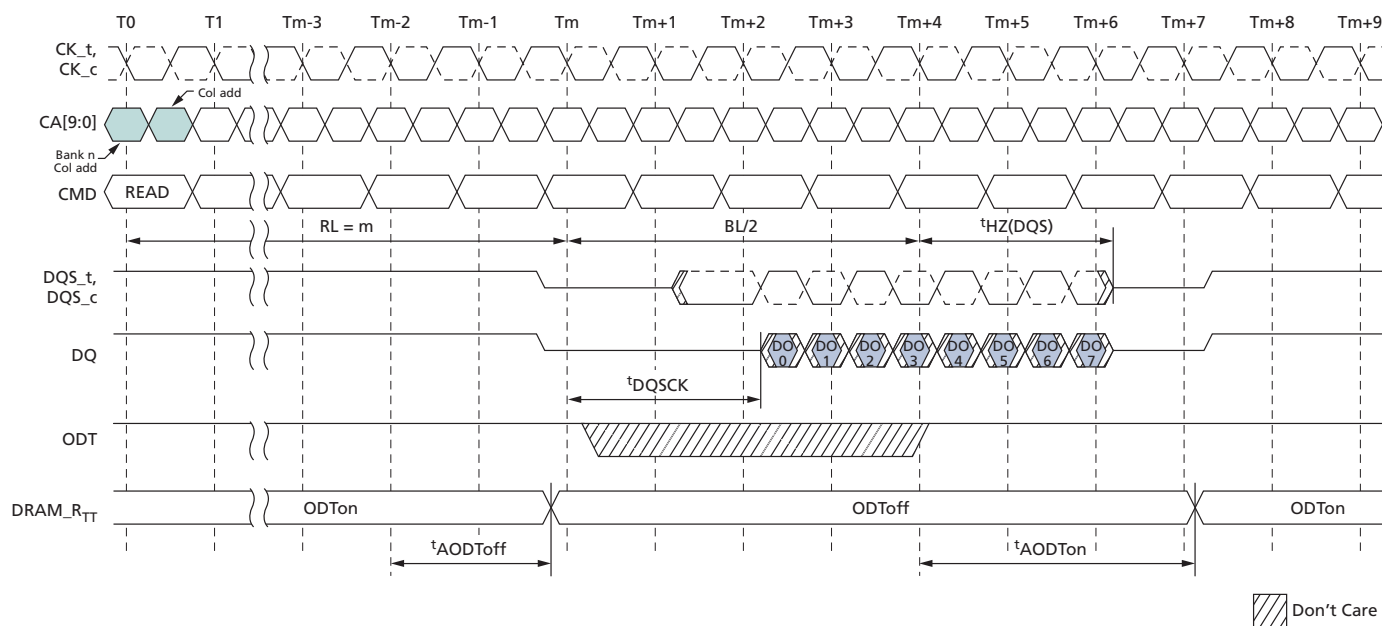 T0 T1 Tm-3 Tm-2 Tm-1 Tm Tm+1 Tm+2 Tm+3 Tm+4 Tm+5 Tm+6 Tm+7 Tm+8 Tm+9
CK_t,
CK_c
Col add
CA[9:0]
Bank n
Col add
CMD READ
RL = m BL/2 tHZ(DQS)
DQS_t,
DQS_c
DQ DO DO DO DO DO DO DO DO
0 1 2 3 4 5 6 7
tDQSCK
ODT
DRAM_RTT ODTon ODToff ODTon
tAODToff tAODTon
Don't Care